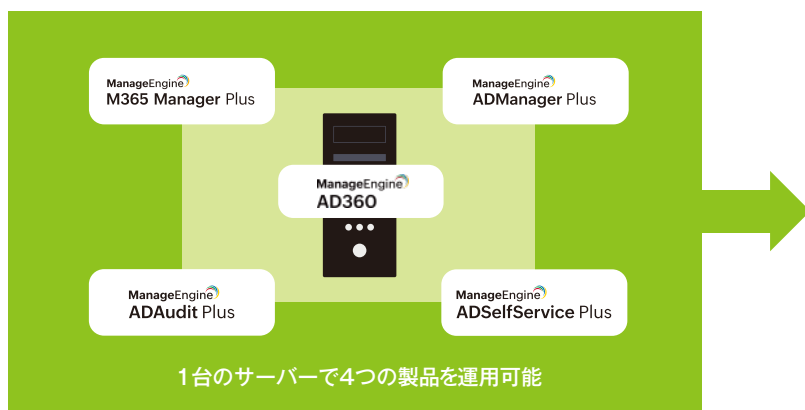 ManageEngine
M365 Manager Plus
ManageEngine
ADManager Plus
ManageEngine
AD360
ManageEngine
ADAudit Plus
ManageEngine
ADSelfService Plus
1台のサーバーで4つの製品を運用可能